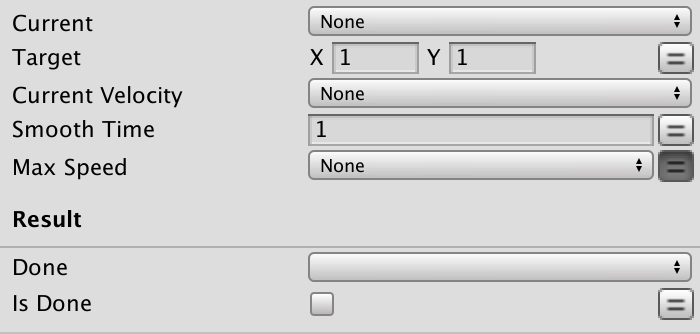 Current None
Target X 1 Y 1
Current Velocity None
Smooth Time 1
Max Speed None
Result
Done
Is Done